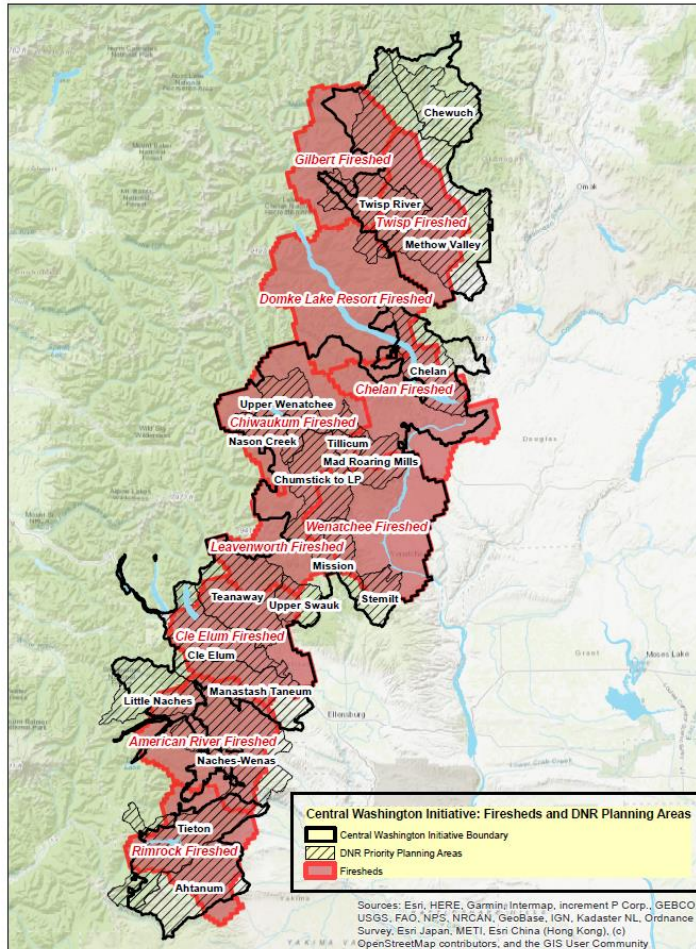 Chewuch
Gilbert Fireshed
Omak
Twisp River
Twisp Fireshed
Methow Valley
Domke Lake Resort Fireshed
Chelan
Chelan Fireshed
Upper Wenatchee
Chiwaukum Fireshed
Nason Creek
Tillicum
Douglas
Mad Roaring Mills
Chumstick to LP
Wenatchee Fireshed
Leavenworth Fireshed
Mission
Teanaway
Upper Swauk
Stemilt
Cle Elum Fireshed
Cle Elum
Grant
Moses Lake
Manastash Taneum
Little Naches
Ellensburg
American River Fireshed
Naches-Wenas
Tieton
Rimrock Fireshed
Ahtanum
Central Washington Initiative: Firesheds and DNR Planning Areas
Central Washington Initiative Boundary
DNR Priority Planning Areas
Firesheds
Yakima
Sources: Esri, HERE, Garmin, Intermap, increment P Corp., GEBCO,
USGS, FAO, NPS, NRCAN, GeoBase, IGN, Kadaster NL, Ordnance
Survey, Esri Japan, METI, Esri China (Hong Kong), (c)
OpenStreetMap contributors, and the GIS User Community